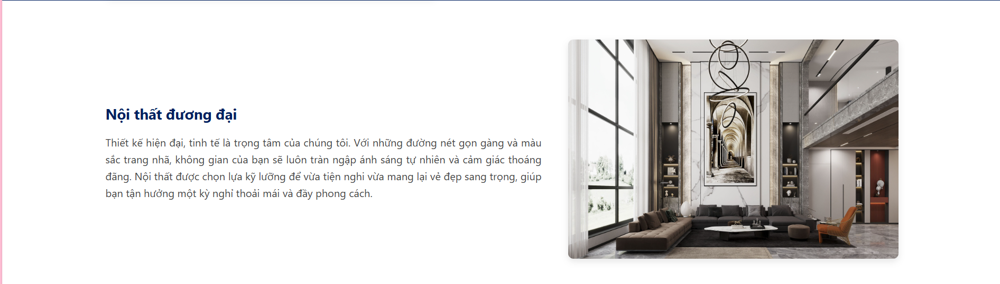 Nội thất đương đại
Thiết kế hiện đại, tinh tế là trọng tâm của chúng tôi. Với những đường nét gọn gàng và màu
sắc trang nhã, không gian của bạn sẽ luôn tràn ngập ánh sáng tự nhiên và cảm giác thoáng
đãng. Nội thất được chọn lựa kỹ lưỡng để vừa tiện nghi vừa mang lại vẻ đẹp sang trọng, giúp
bạn tận hưởng một kỳ nghỉ thoải mái và đầy phong cách.